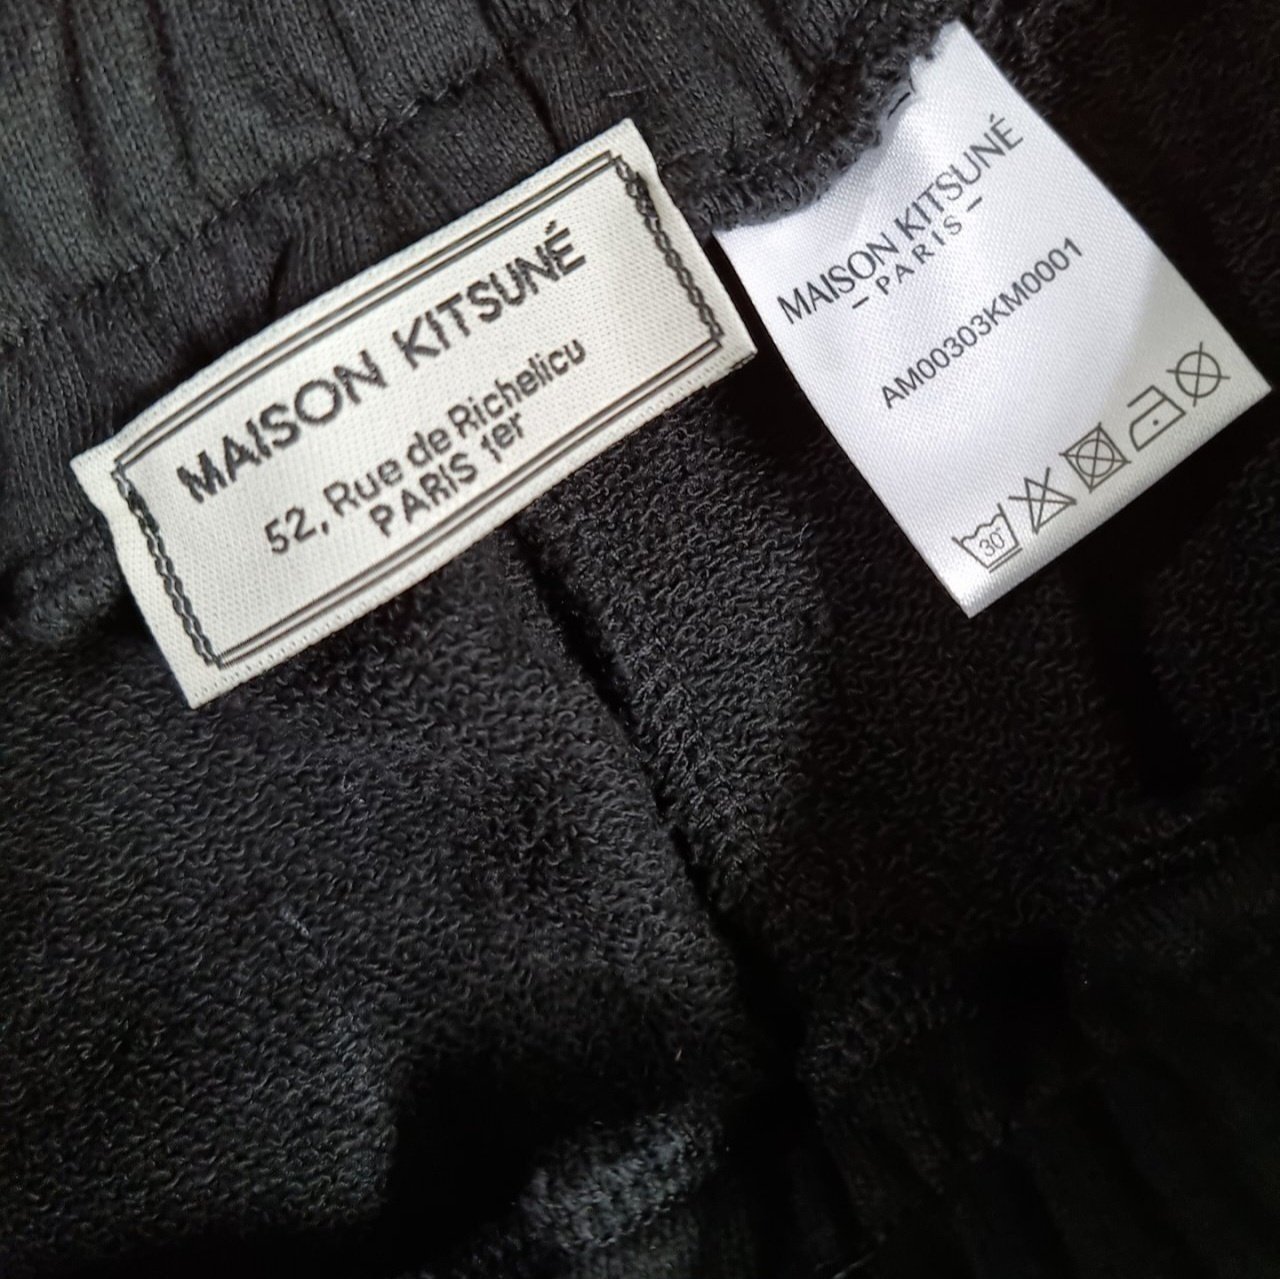 MAISON KITSUNÉ
52, Rue de Richelicu
PARIS 1er
MAISON KITSUNÉ
– PARIS –
AM00303KM0001
30°